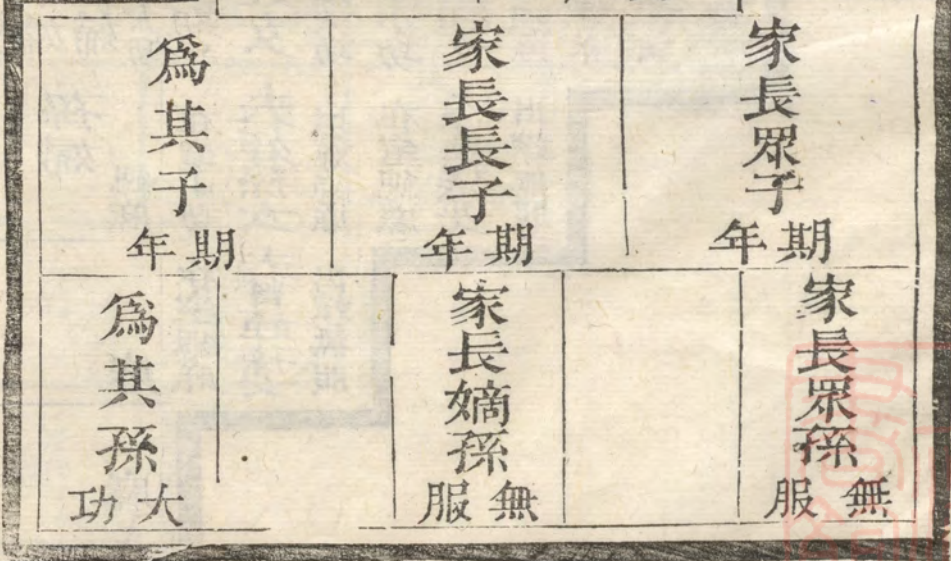 家長眾子
期年
家長長子
期年
爲其子
期年
家長眾孫
無服
家長嫡孫
無服
爲其孫
大功